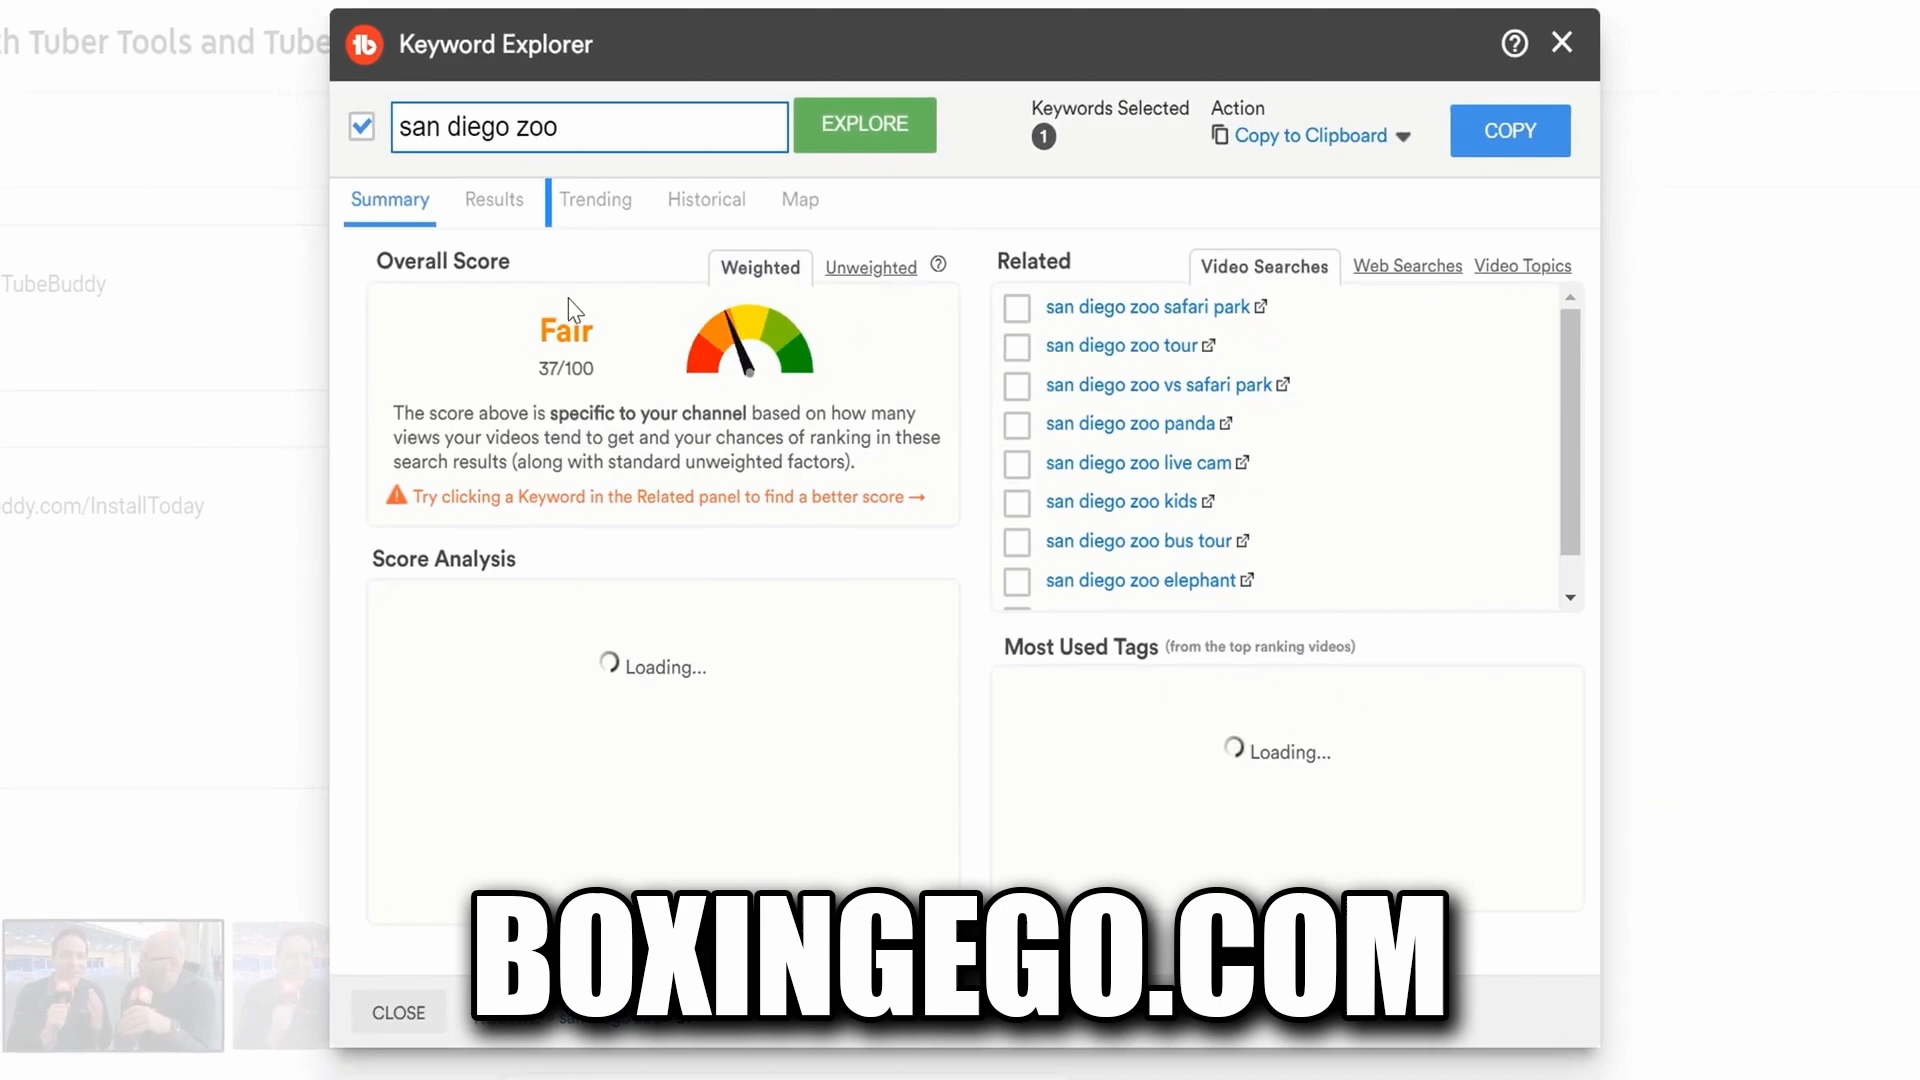 h Tuber Tools and Tube
Keyword Explorer
san diego zoo
EXPLORE
Keywords Selected
1
Action
Copy to Clipboard
COPY
Summary
Results
Trending
Historical
Map
Overall Score
Weighted
Unweighted
Fair
37/100
The score above is specific to your channel based on how many
views your videos tend to get and your chances of ranking in these
search results (along with standard unweighted factors).
Try clicking a Keyword in the Related panel to find a better score →
Related
Video Searches
Web Searches
Video Topics
san diego zoo safari park
san diego zoo tour
san diego zoo vs safari park
san diego zoo panda
san diego zoo live cam
san diego zoo kids
san diego zoo bus tour
san diego zoo elephant
Score Analysis
Loading...
Most Used Tags (from the top ranking videos)
Loading...
TubeBuddy
ddy.com/InstallToday
BOXINGEGO.COM
CLOSE